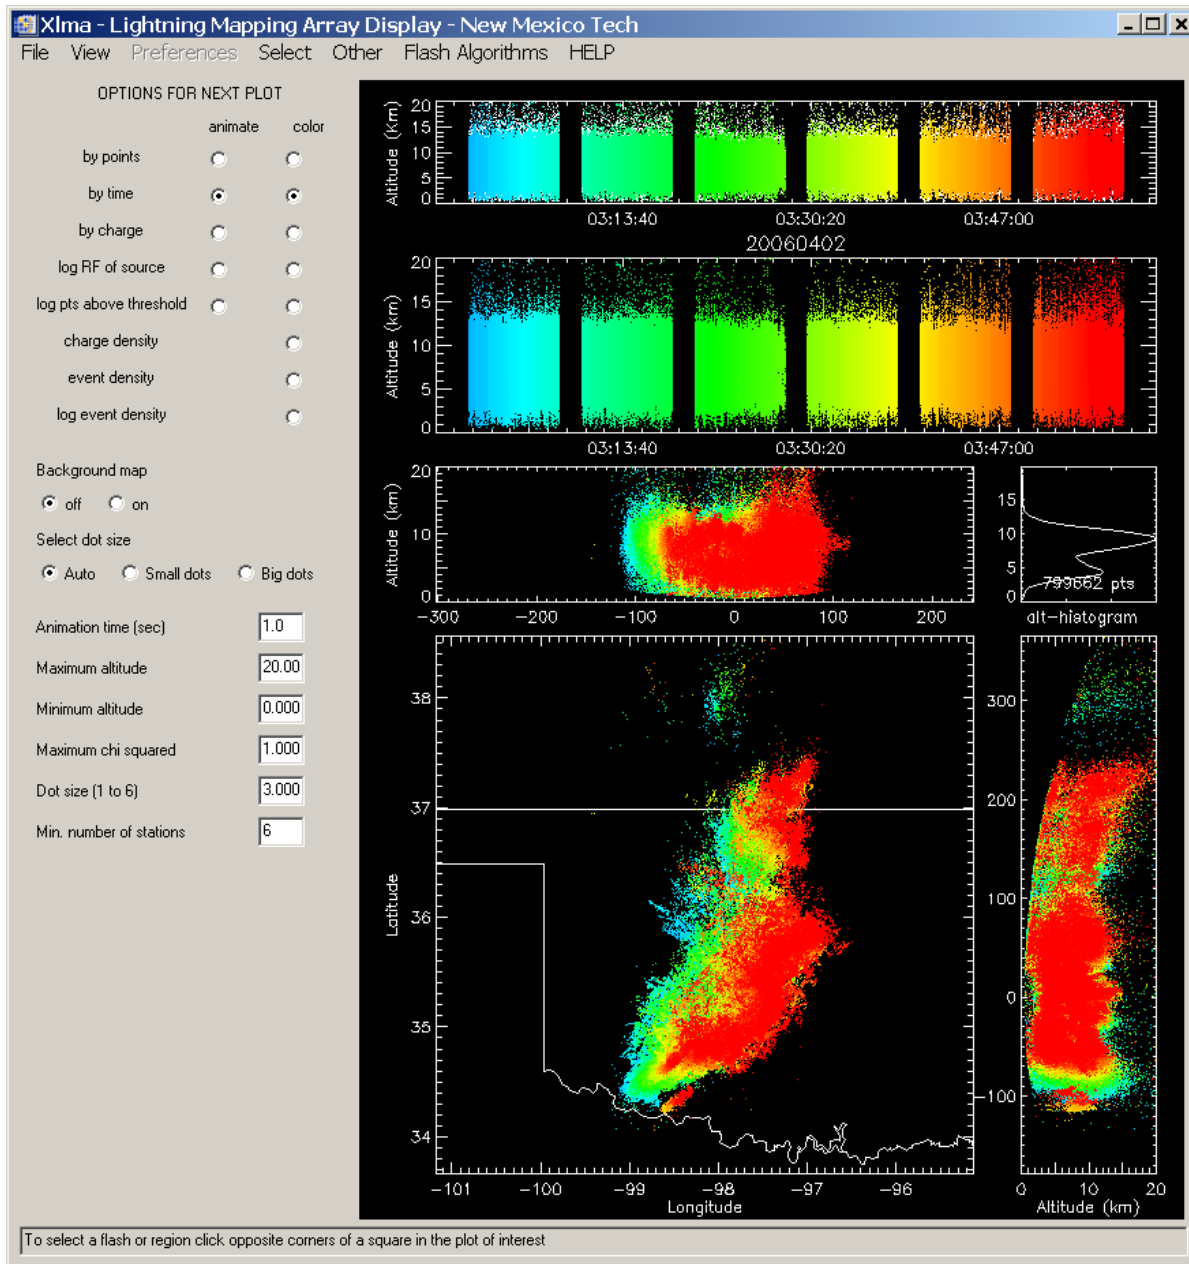 Xlma - Lightning Mapping Array Display - New Mexico Tech
File View Preferences Select Other Flash Algorithms HELP
OPTIONS FOR NEXT PLOT
animate color
by points
by time
by charge
log RF of source
log pts above threshold
charge density
event density
log event density
Background map
off on
Select dot size
Auto Small dots Big dots
Animation time (sec) 1.0
Maximum altitude 20.00
Minimum altitude 0.000
Maximum chi squared 1.000
Dot size (1 to 6) 3.000
Min. number of stations 6
Altitude (km)
20
15
10
5
0
03:13:40 03:30:20 03:47:00
20060402
Altitude (km)
20
15
10
5
0
03:13:40 03:30:20 03:47:00
Altitude (km)
20
10
0
-300 -200 -100 0 100 200
15
10
5
0
799662 pts
alt-histogram
Latitude
38
37
36
35
34
-101 -100 -99 -98 -97 -96
Longitude
300
200
100
0
-100
0 10 20
Altitude (km)
To select a flash or region click opposite corners of a square in the plot of interest